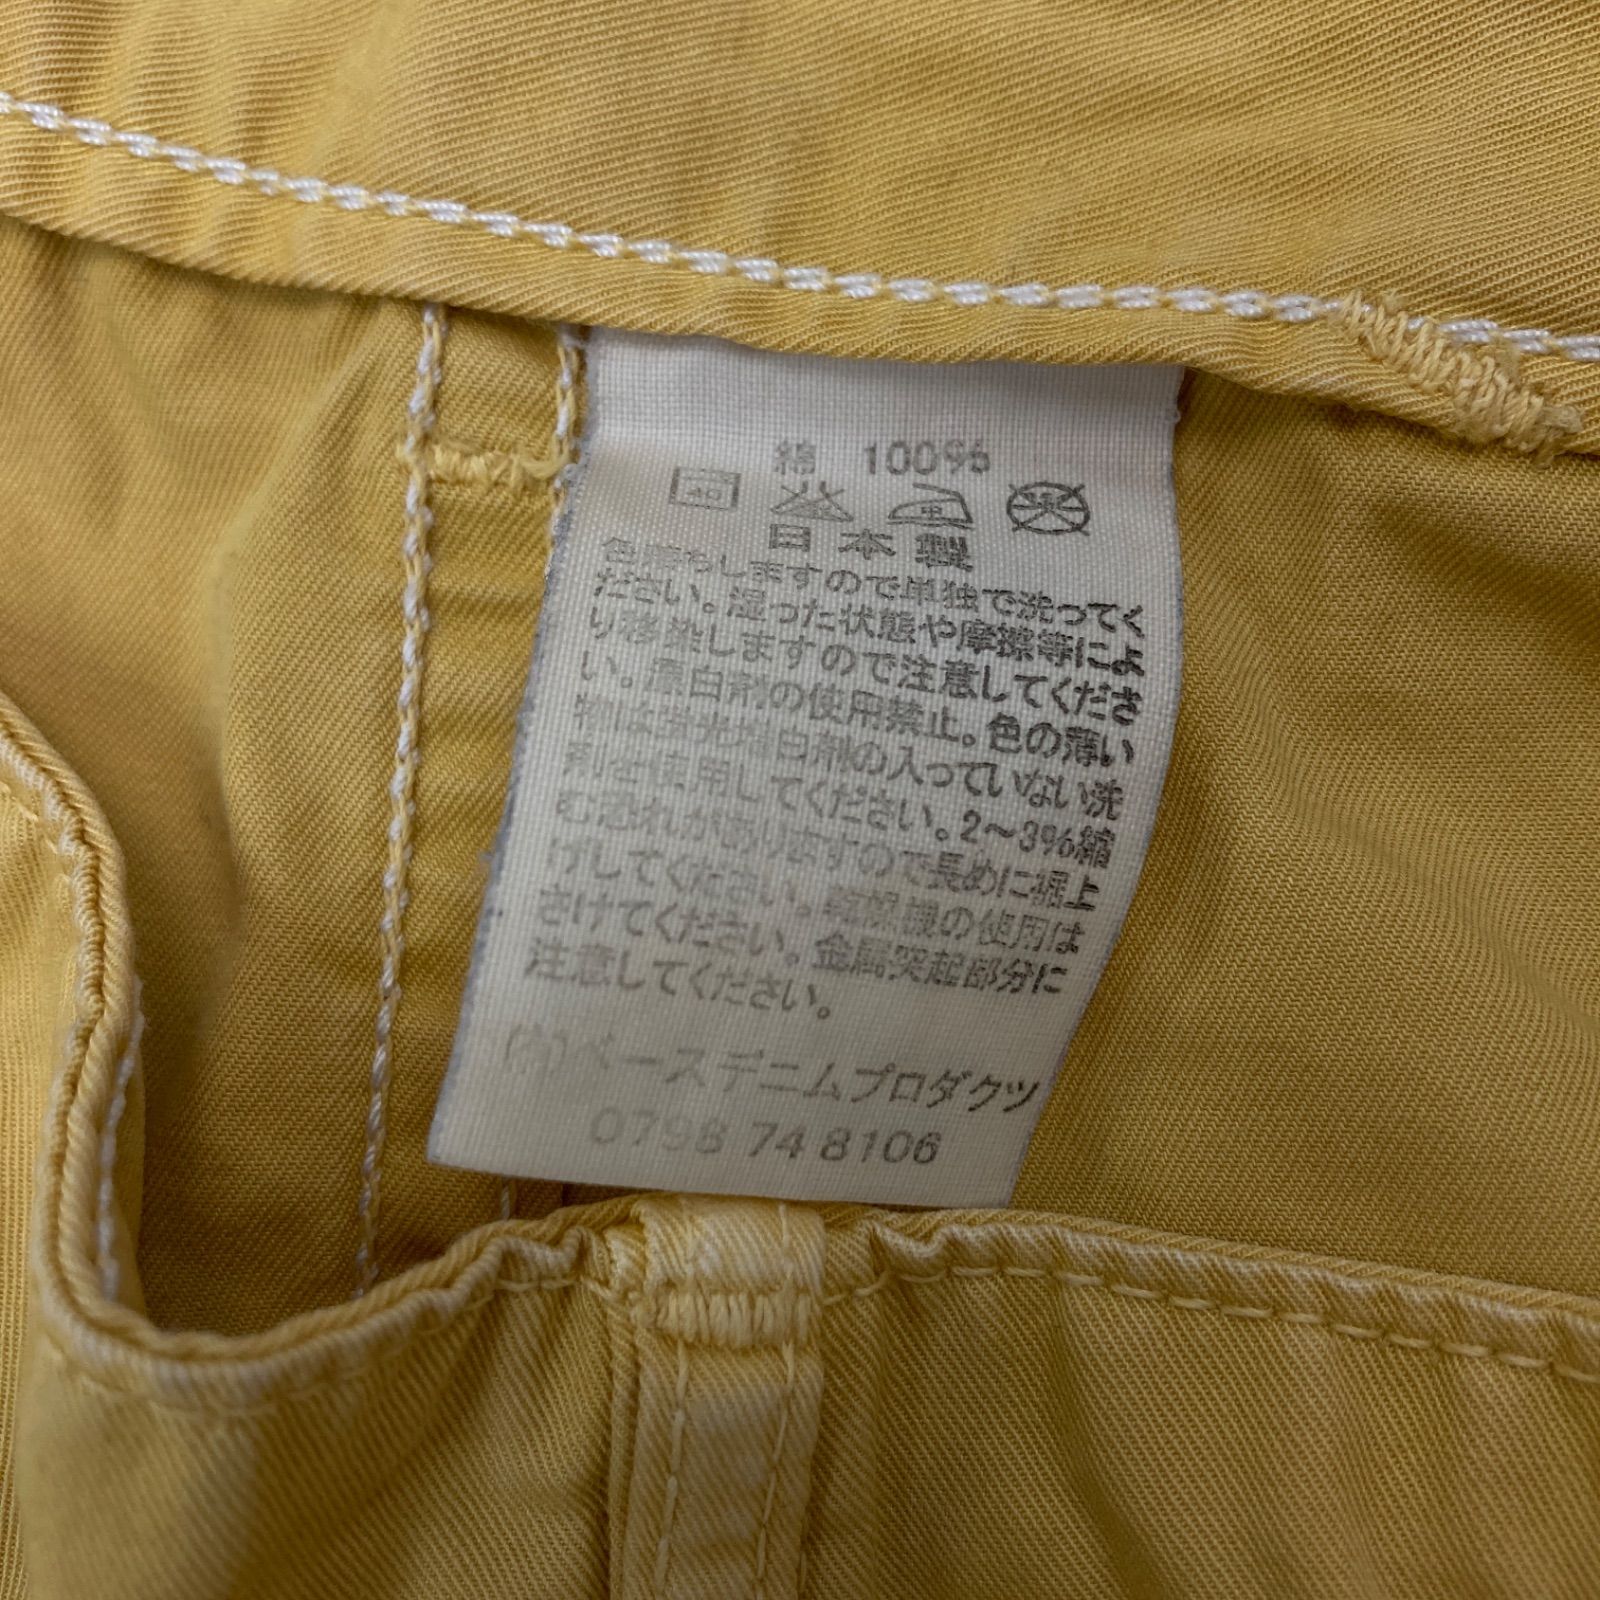 綿 100%
40 中
日本製
色落ちしますので単独で洗ってく
ださい。湿った状態や摩擦等によ
り移染しますので注意してくださ
い。漂白剤の使用禁止。色の薄い
物は蛍光増白剤の入っていない洗
剤を使用してください。2～3%縮
む恐れがありますので長めに裾上
げしてください。乾燥機の使用は
さけてください。金属突起部分に
注意してください。
(有)ベースデニムプロダクツ
0798 74 8106